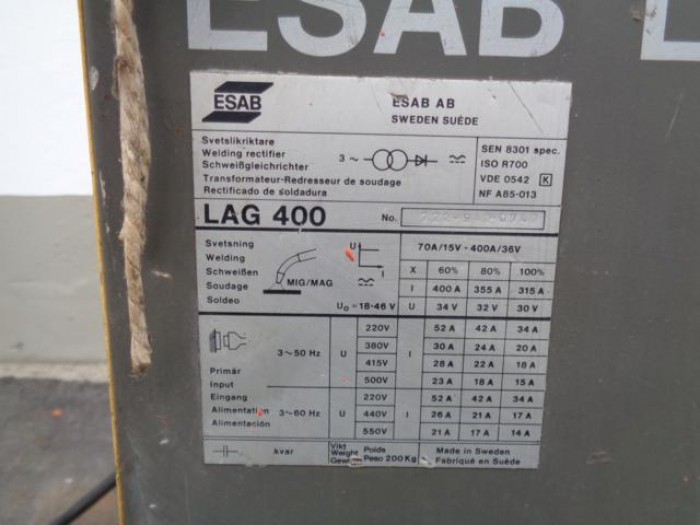 ESAB E
ESAB
ESAB AB
SWEDEN SUÈDE
Svetslikriktare
Welding rectifier
Schweißgleichrichter
Transformateur-Redresseur de soudage
Rectificado de soldadura
3 ~
SEN 8301 spec.
ISO R700
VDE 0542 K
NF A85-013
LAG 400 No.
Svetsning
Welding
Schweißen
Soudage
Soldeo
MIG/MAG
U
I
U₀ = 18-46 V
70A/15V - 400A/36V
X 60% 80% 100%
I 400 A 355 A 315 A
U 34 V 32 V 30 V
Primär
Input
Eingang
Alimentation
Alimentación
3~50 Hz U I
220V 52 A 42 A 34 A
380V 30 A 24 A 20 A
415V 28 A 22 A 18 A
500V 23 A 18 A 15 A
3~60 Hz U I
220V 52 A 42 A 34 A
440V 26 A 21 A 17 A
550V 21 A 17 A 14 A
kvar
Vikt Poids
Weight Peso 200 Kg
Gewicht
Made in Sweden
Fabriqué en Suède